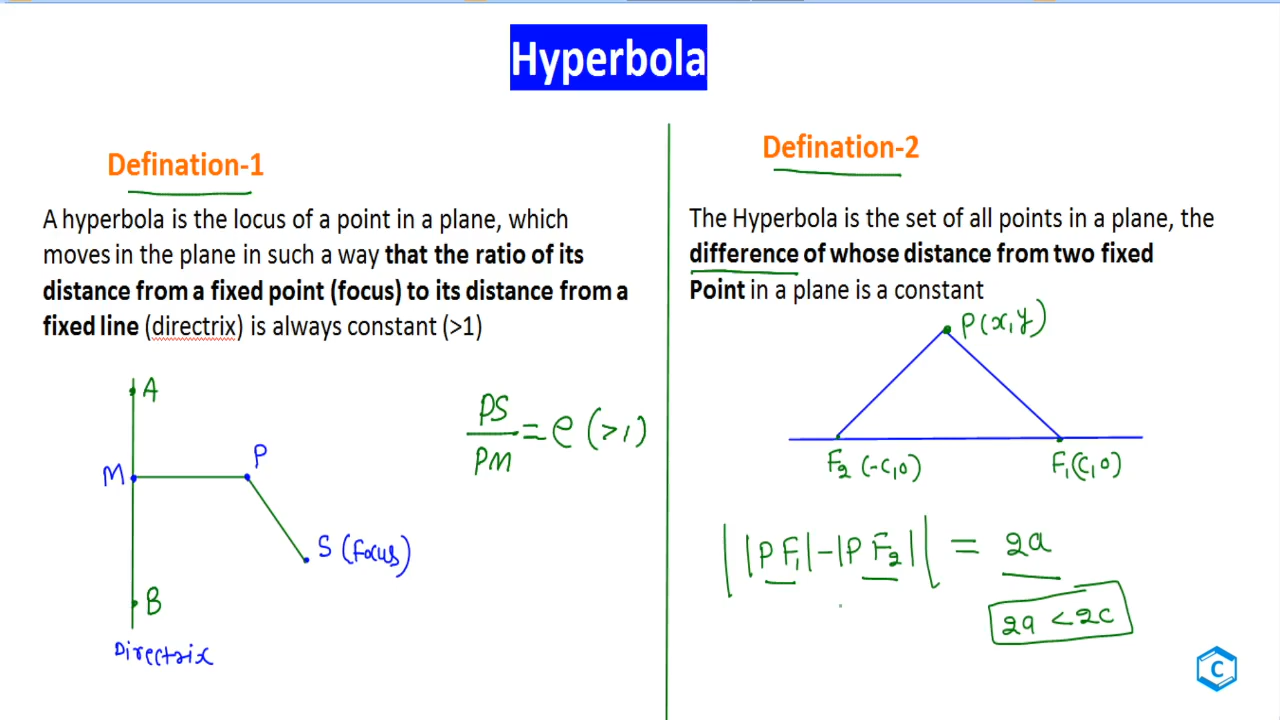 Hyperbola
Defination-1
A hyperbola is the locus of a point in a plane, which
moves in the plane in such a way that the ratio of its
distance from a fixed point (focus) to its distance from a
fixed line (directrix) is always constant (>1)
A
M
P
S (Focus)
B
Directrix
PS
PM
= e (>1)
Defination-2
The Hyperbola is the set of all points in a plane, the
difference of whose distance from two fixed
Point in a plane is a constant
P(x,y)
F₂ (-c,0)
F₁(c,0)
||PF₁|-|PF₂|| = 2a
2a < 2c
C